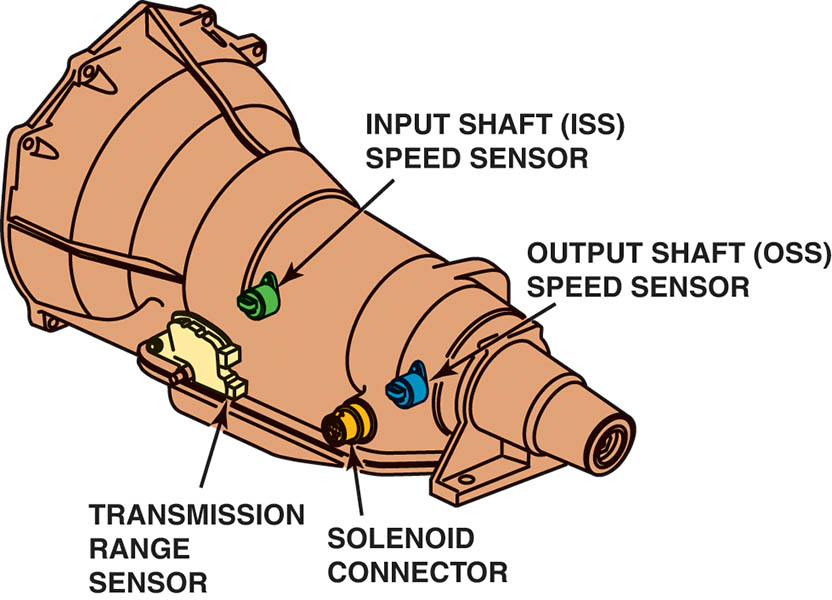 INPUT SHAFT (ISS)
SPEED SENSOR
OUTPUT SHAFT (OSS)
SPEED SENSOR
TRANSMISSION
RANGE
SENSOR
SOLENOID
CONNECTOR